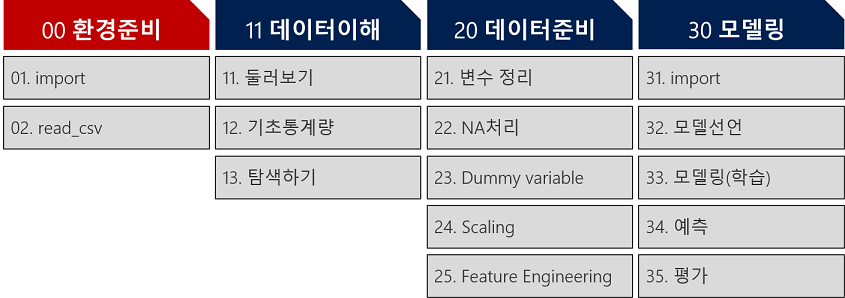 00 환경준비
01. import
02. read_csv
11 데이터이해
11. 둘러보기
12. 기초통계량
13. 탐색하기
20 데이터준비
21. 변수 정리
22. NA처리
23. Dummy variable
24. Scaling
25. Feature Engineering
30 모델링
31. import
32. 모델선언
33. 모델링(학습)
34. 예측
35. 평가